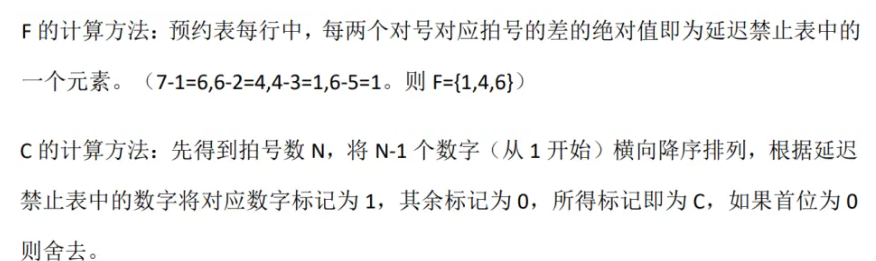 F 的计算方法：预约表每行中，每两个对号对应拍号的差的绝对值即为延迟禁止表中的
一个元素。（7-1=6,6-2=4,4-3=1,6-5=1。则 F={1,4,6}）
C 的计算方法：先得到拍号数 N，将 N-1 个数字（从 1 开始）横向降序排列，根据延迟
禁止表中的数字将对应数字标记为 1，其余标记为 0，所得标记即为 C，如果首位为 0
则舍去。